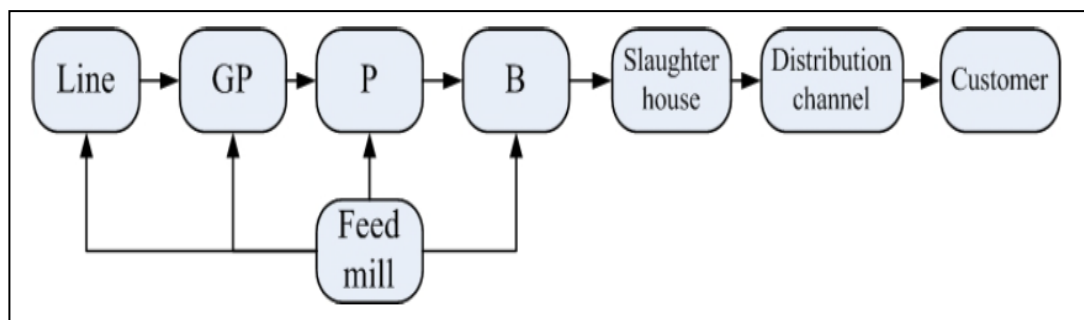 Line
GP
P
B
Slaughter
house
Distribution
channel
Customer
Feed
mill